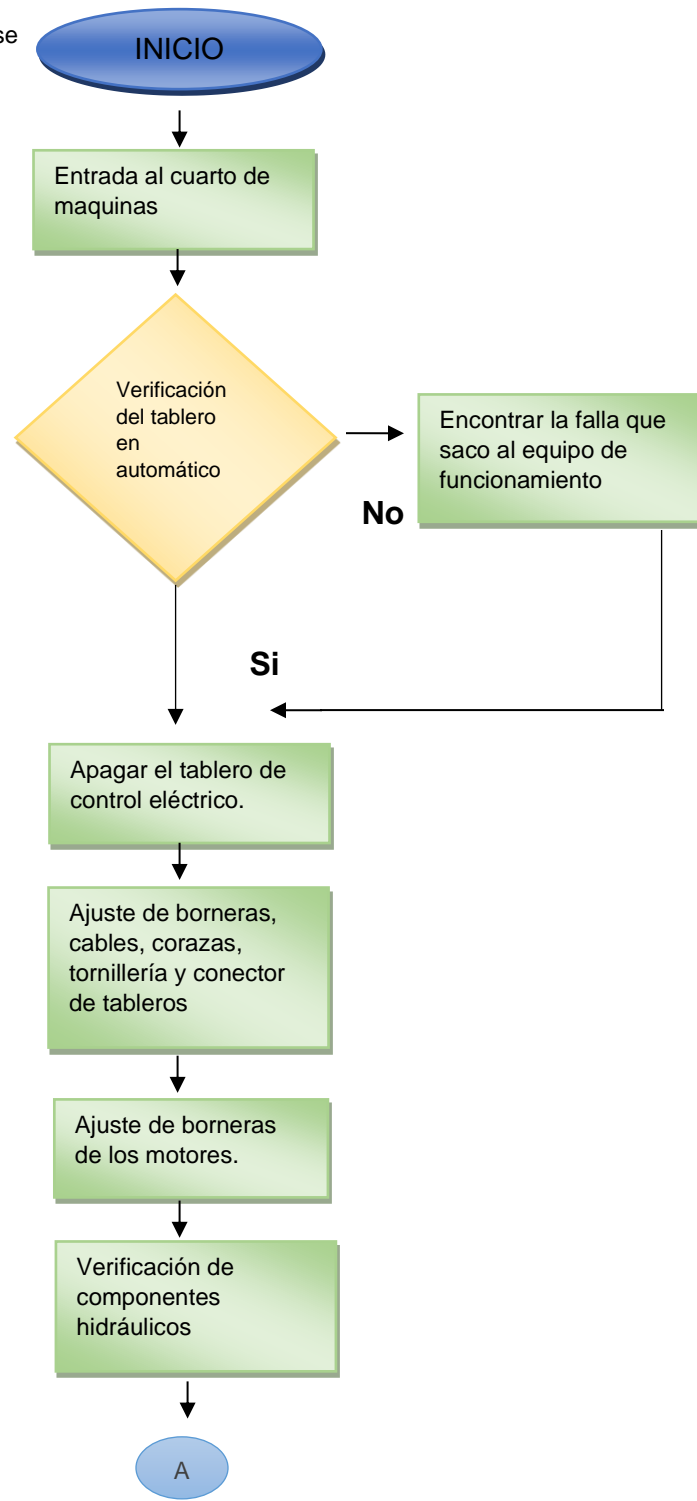 se
INICIO
Entrada al cuarto de
maquinas
Verificación
del tablero
en
automático
Encontrar la falla que
saco al equipo de
funcionamiento
No
Si
Apagar el tablero de
control eléctrico.
Ajuste de borneras,
cables, corazas,
tornillería y conector
de tableros
Ajuste de borneras
de los motores.
Verificación de
componentes
hidráulicos
A